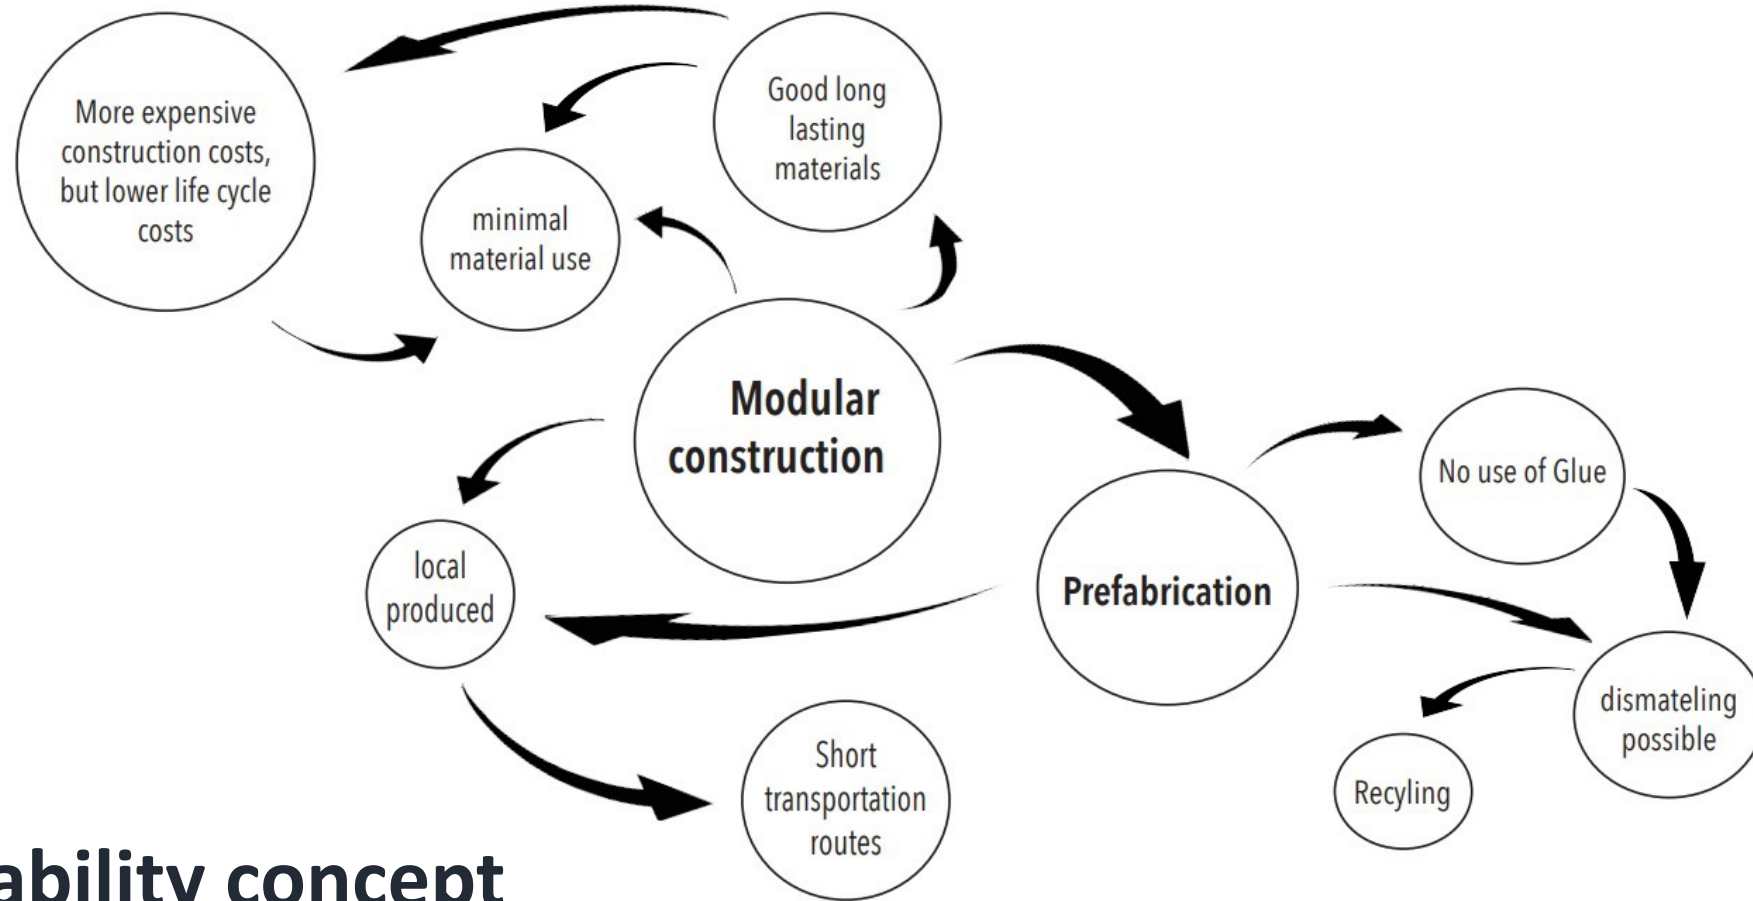 More expensive
construction costs,
but lower life cycle
costs
Good long
lasting
materials
minimal
material use
Modular
construction
No use of Glue
local
produced
Prefabrication
dismateling
possible
Short
transportation
routes
Recyling
ability concept